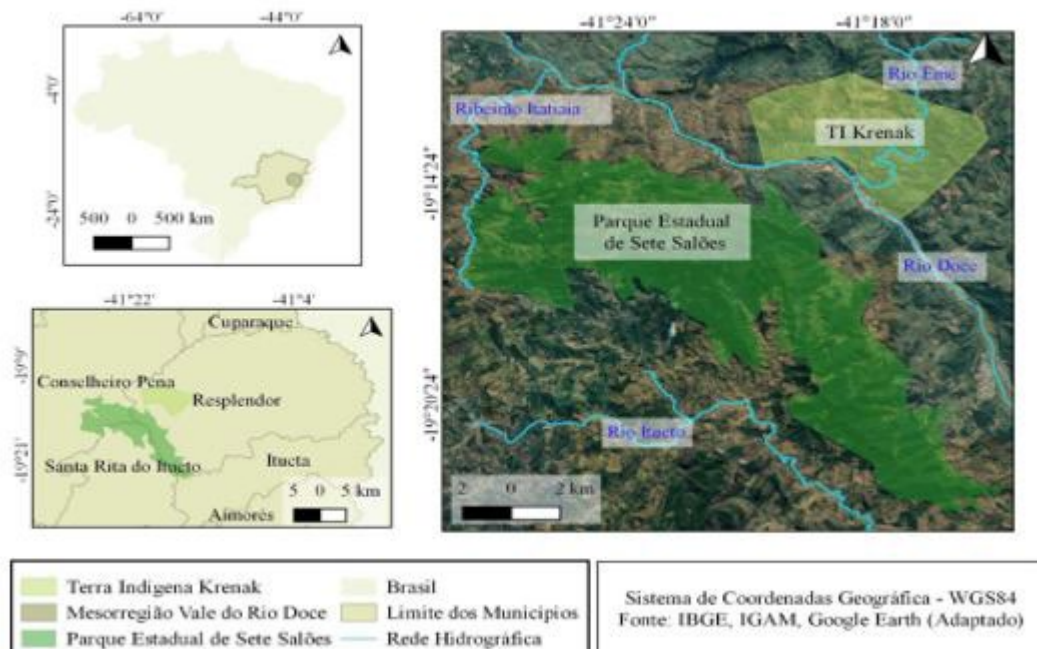 -64°0' -44°0'
-4°0'
-24°0'
500 0 500 km
-41°22' -41°4'
-19°9'
-19°21'
Cuparaque
Conselheiro Pena
Resplendor
Santa Rita do Itueto
Itueta
Aimorés
5 0 5 km
-41°24'0 -41°18'0
-19°14'24
-19°20'24
Rio Eme
Ribeirão Itatiaia
TI Krenak
Parque Estadual
de Sete Salões
Rio Doce
Rio Itueto
2 0 2 km
Terra Indígena Krenak
Mesorregião Vale do Rio Doce
Parque Estadual de Sete Salões
Brasil
Limite dos Municípios
Rede Hidrográfica
Sistema de Coordenadas Geográfica - WGS84
Fonte: IBGE, IGAM, Google Earth (Adaptado)